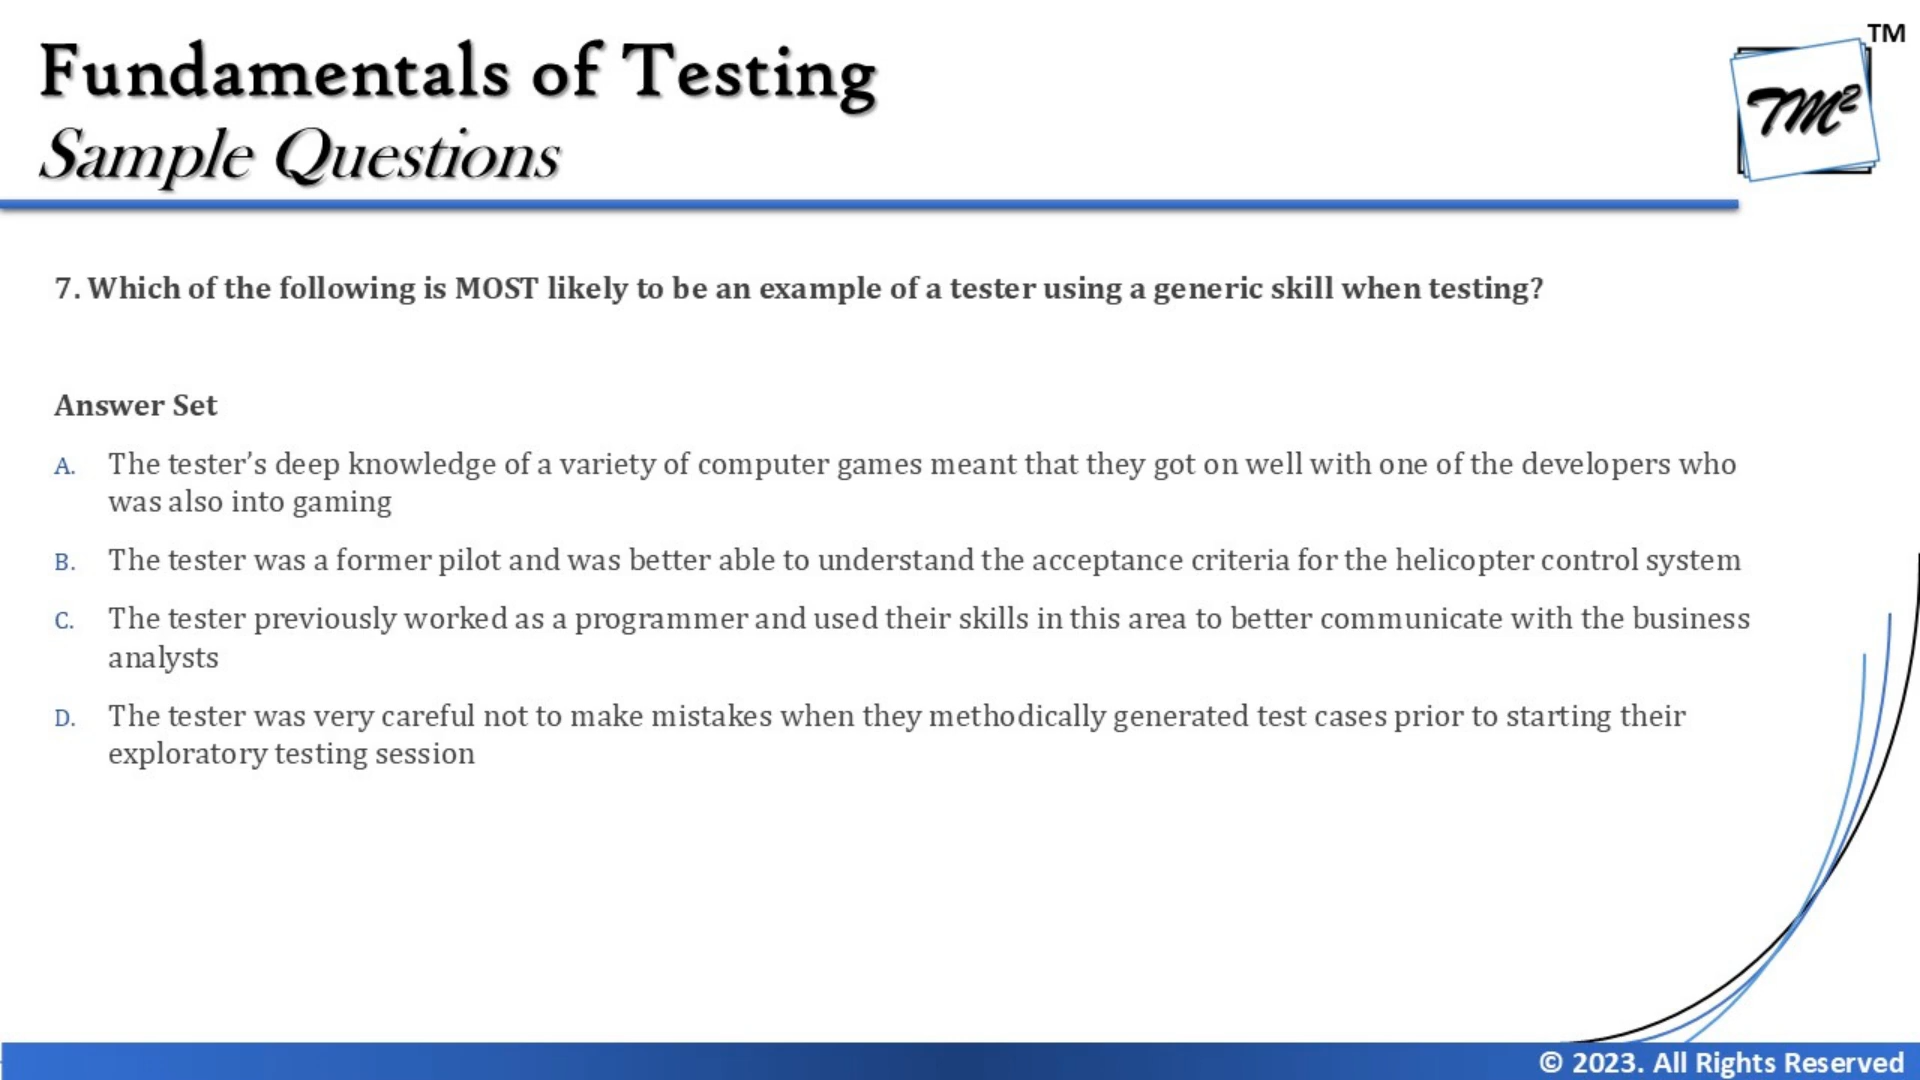 Fundamentals of Testing
Sample Questions
TM
TM²
7. Which of the following is MOST likely to be an example of a tester using a generic skill when testing?
Answer Set
A. The tester’s deep knowledge of a variety of computer games meant that they got on well with one of the developers who
was also into gaming
B. The tester was a former pilot and was better able to understand the acceptance criteria for the helicopter control system
C. The tester previously worked as a programmer and used their skills in this area to better communicate with the business
analysts
D. The tester was very careful not to make mistakes when they methodically generated test cases prior to starting their
exploratory testing session
© 2023. All Rights Reserved